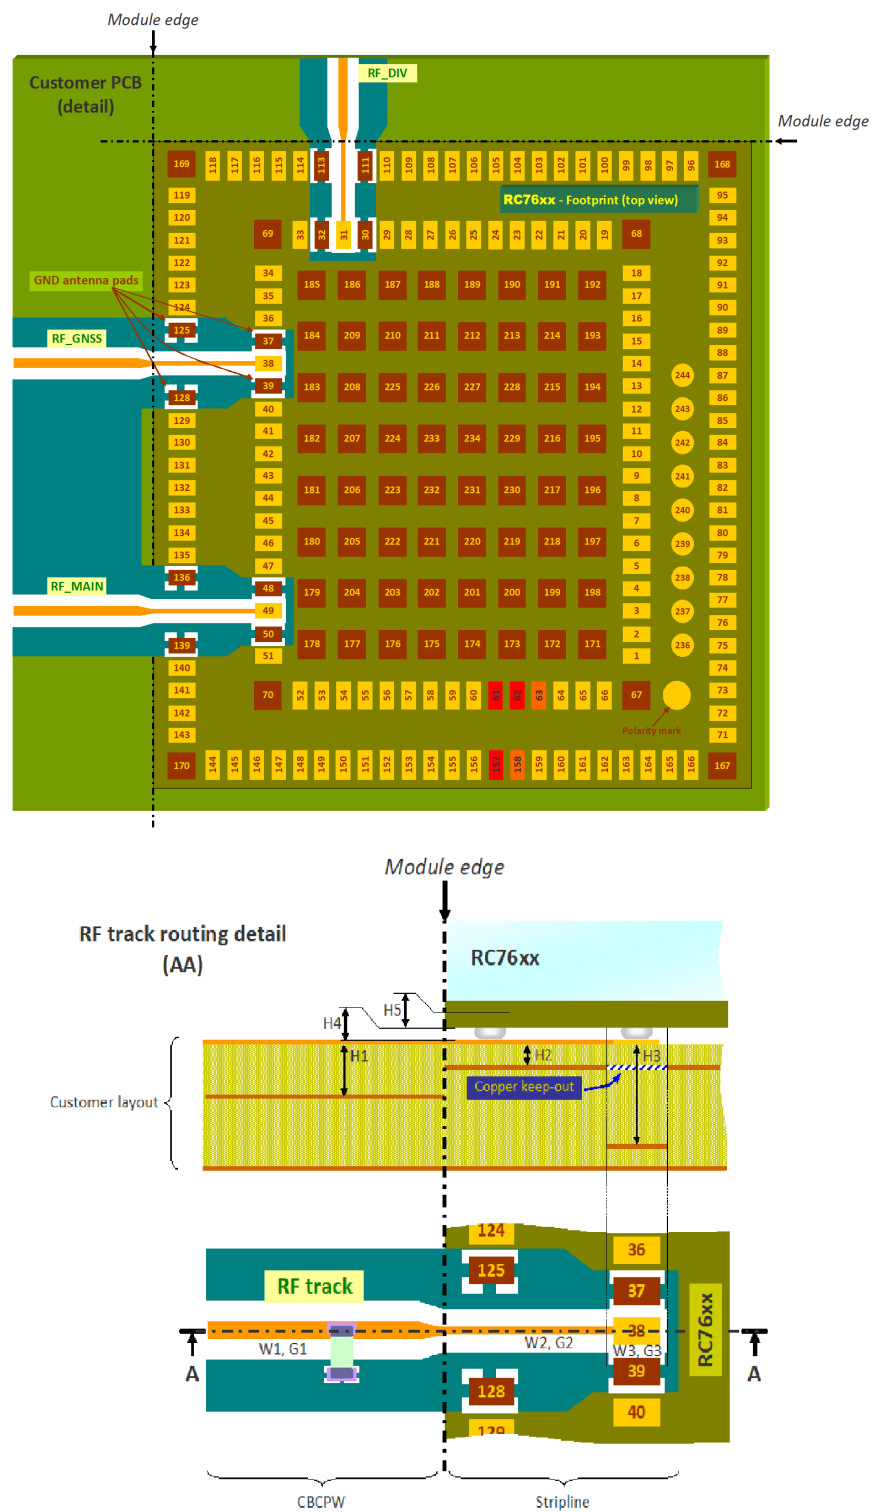 Module edge
RF_DIV
Customer PCB
(detail)
Module edge
169 118 117 116 115 114 113 111 110 109 108 107 106 105 104 103 102 101 100 99 98 97 96 168
RC76xx - Footprint (top view)
119 95
120 94
69 33 32 31 30 29 28 27 26 25 24 23 22 21 20 19 68
121 93
122 92
34 18
GND antenna pads
123 185 186 187 188 189 190 191 192 91
35 17
124 90
36 16
125 37 184 209 210 211 212 213 214 193 15 89
RF_GNSS
38 14 88
244 87
128 39 183 208 225 226 227 228 215 194 13 86
40 12 243
129 85
41 11
130 182 207 224 233 234 229 216 195 242 84
42 10
131 83
43 9 241
132 181 206 223 232 231 230 217 196 82
44 8
133 240 81
45 7
134 80
46 180 205 222 221 220 219 218 197 6 239
135 79
47 5
136 238 78
RF_MAIN
48 179 204 203 202 201 200 199 198 4
77
49 3 237
76
50 2
139 178 177 176 175 174 173 172 171 236 75
51 1
140 74
141 70 52 53 54 55 56 57 58 59 60 61 62 63 64 65 66 67 73
142 72
Polarity mark
143 71
170 144 145 146 147 148 149 150 151 152 153 154 155 156 157 158 159 160 161 162 163 164 165 166 167
Module edge
RF track routing detail
(AA)
RC76xx
H5
H4
H1 H2 H3
Copper keep-out
Customer layout
124
36
125
RF track
37
38
W1, G1 W2, G2 W3, G3
RC76xx
A A
39
128
40
129
CBCPW Stripline